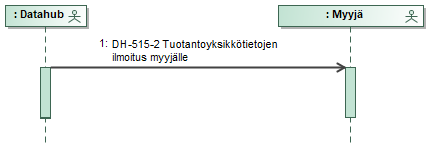 : Datahub
: Myyjä
1: DH-515-2 Tuotantoyksikkötietojen
ilmoitus myyjälle